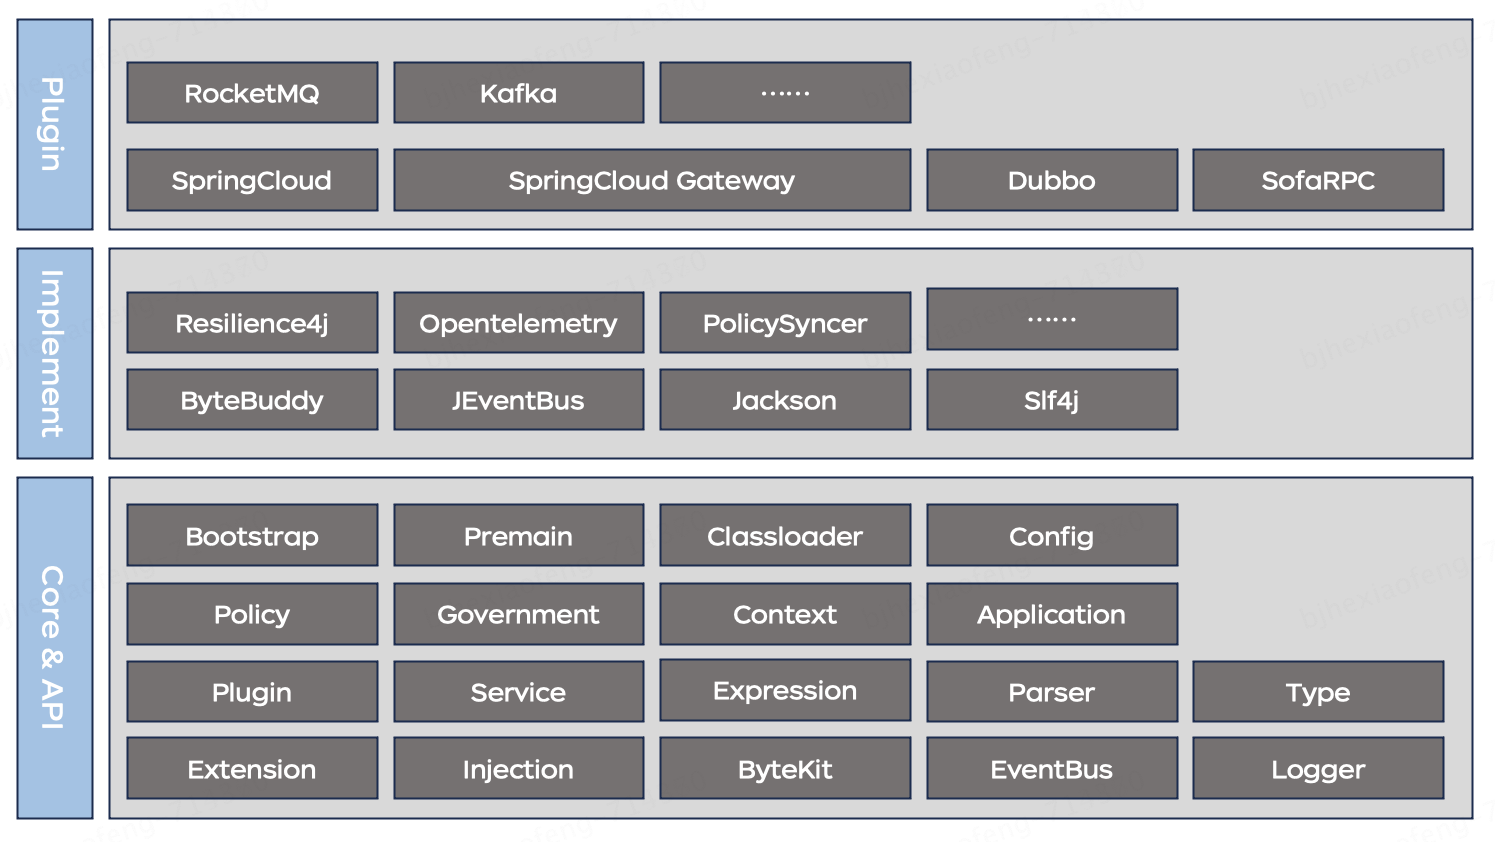 Plugin
RocketMQ
Kafka
······
SpringCloud
SpringCloud Gateway
Dubbo
SofaRPC
Implement
Resilience4j
Opentelemetry
PolicySyncer
······
ByteBuddy
JEventBus
Jackson
Slf4j
Core & API
Bootstrap
Premain
Classloader
Config
Policy
Government
Context
Application
Plugin
Service
Expression
Parser
Type
Extension
Injection
ByteKit
EventBus
Logger